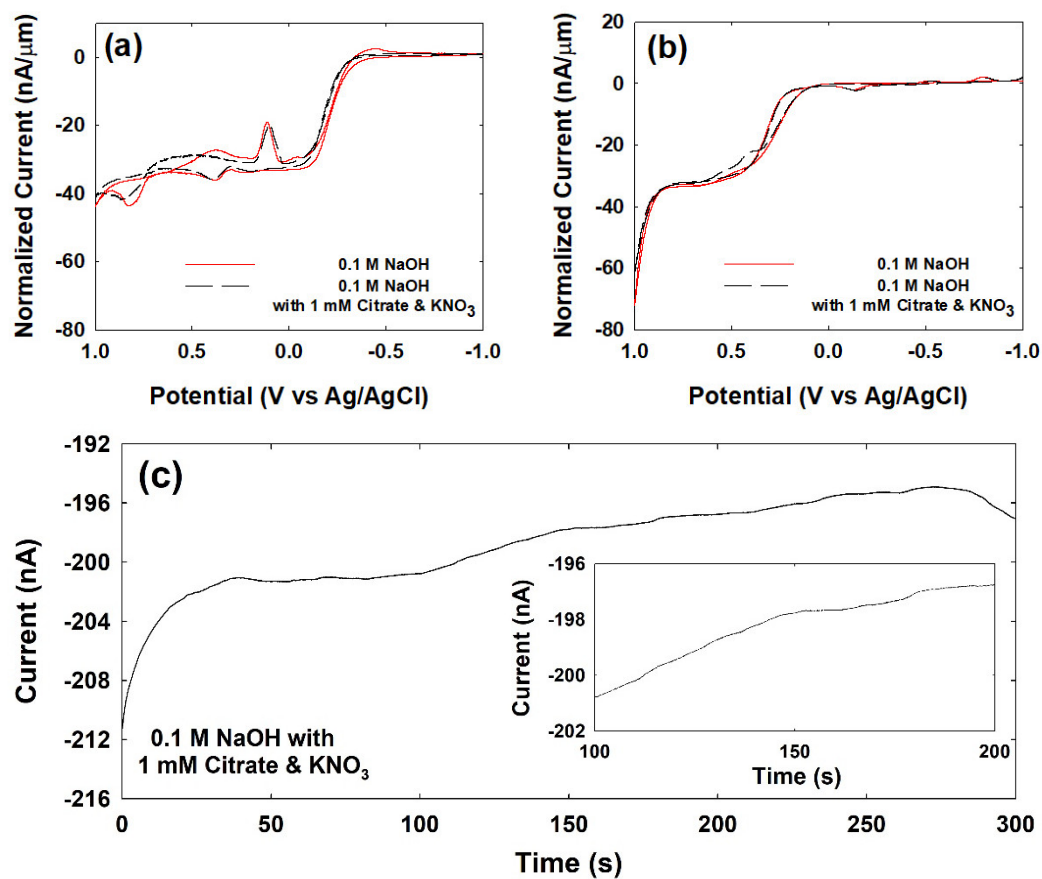 (a)
Normalized Current (nA/μm)
0
-20
-40
-60
-80
1.0 0.5 0.0 -0.5 -1.0
0.1 M NaOH
0.1 M NaOH
with 1 mM Citrate & KNO₃
Potential (V vs Ag/AgCl)
(b)
Normalized Current (nA/μm)
20
0
-20
-40
-60
-80
1.0 0.5 0.0 -0.5 -1.0
0.1 M NaOH
0.1 M NaOH
with 1 mM Citrate & KNO₃
Potential (V vs Ag/AgCl)
(c)
Current (nA)
-192
-196
-200
-204
-208
-212
-216
0 50 100 150 200 250 300
0.1 M NaOH with
1 mM Citrate & KNO₃
Time (s)
Current (nA)
-196
-198
-200
-202
100 150 200
Time (s)